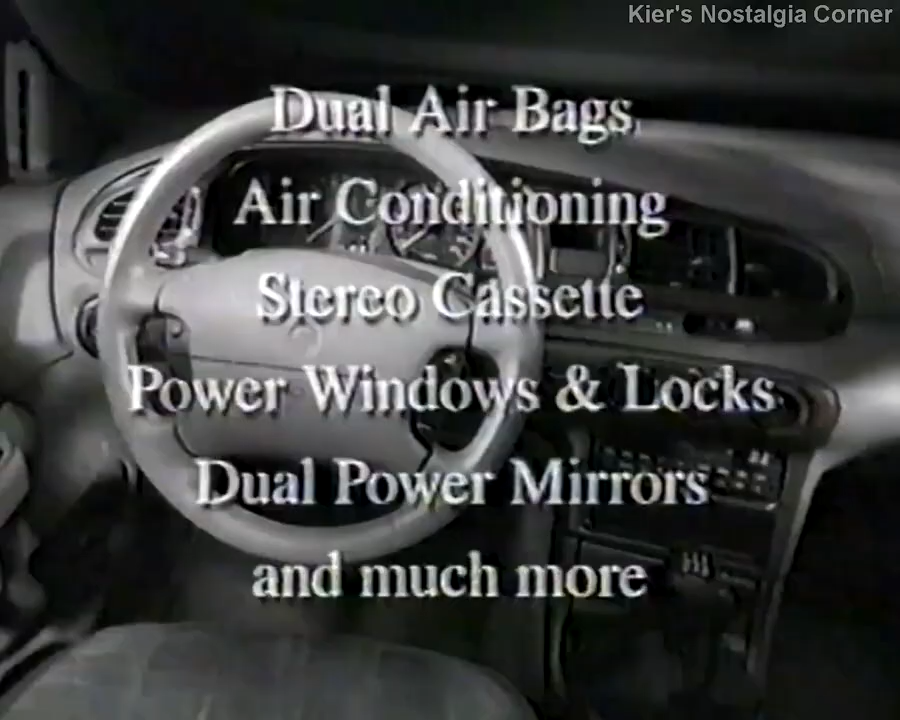 Kier's Nostalgia Corner
Dual Air Bags
Air Conditioning
Stereo Cassette
Power Windows & Locks
Dual Power Mirrors
and much more